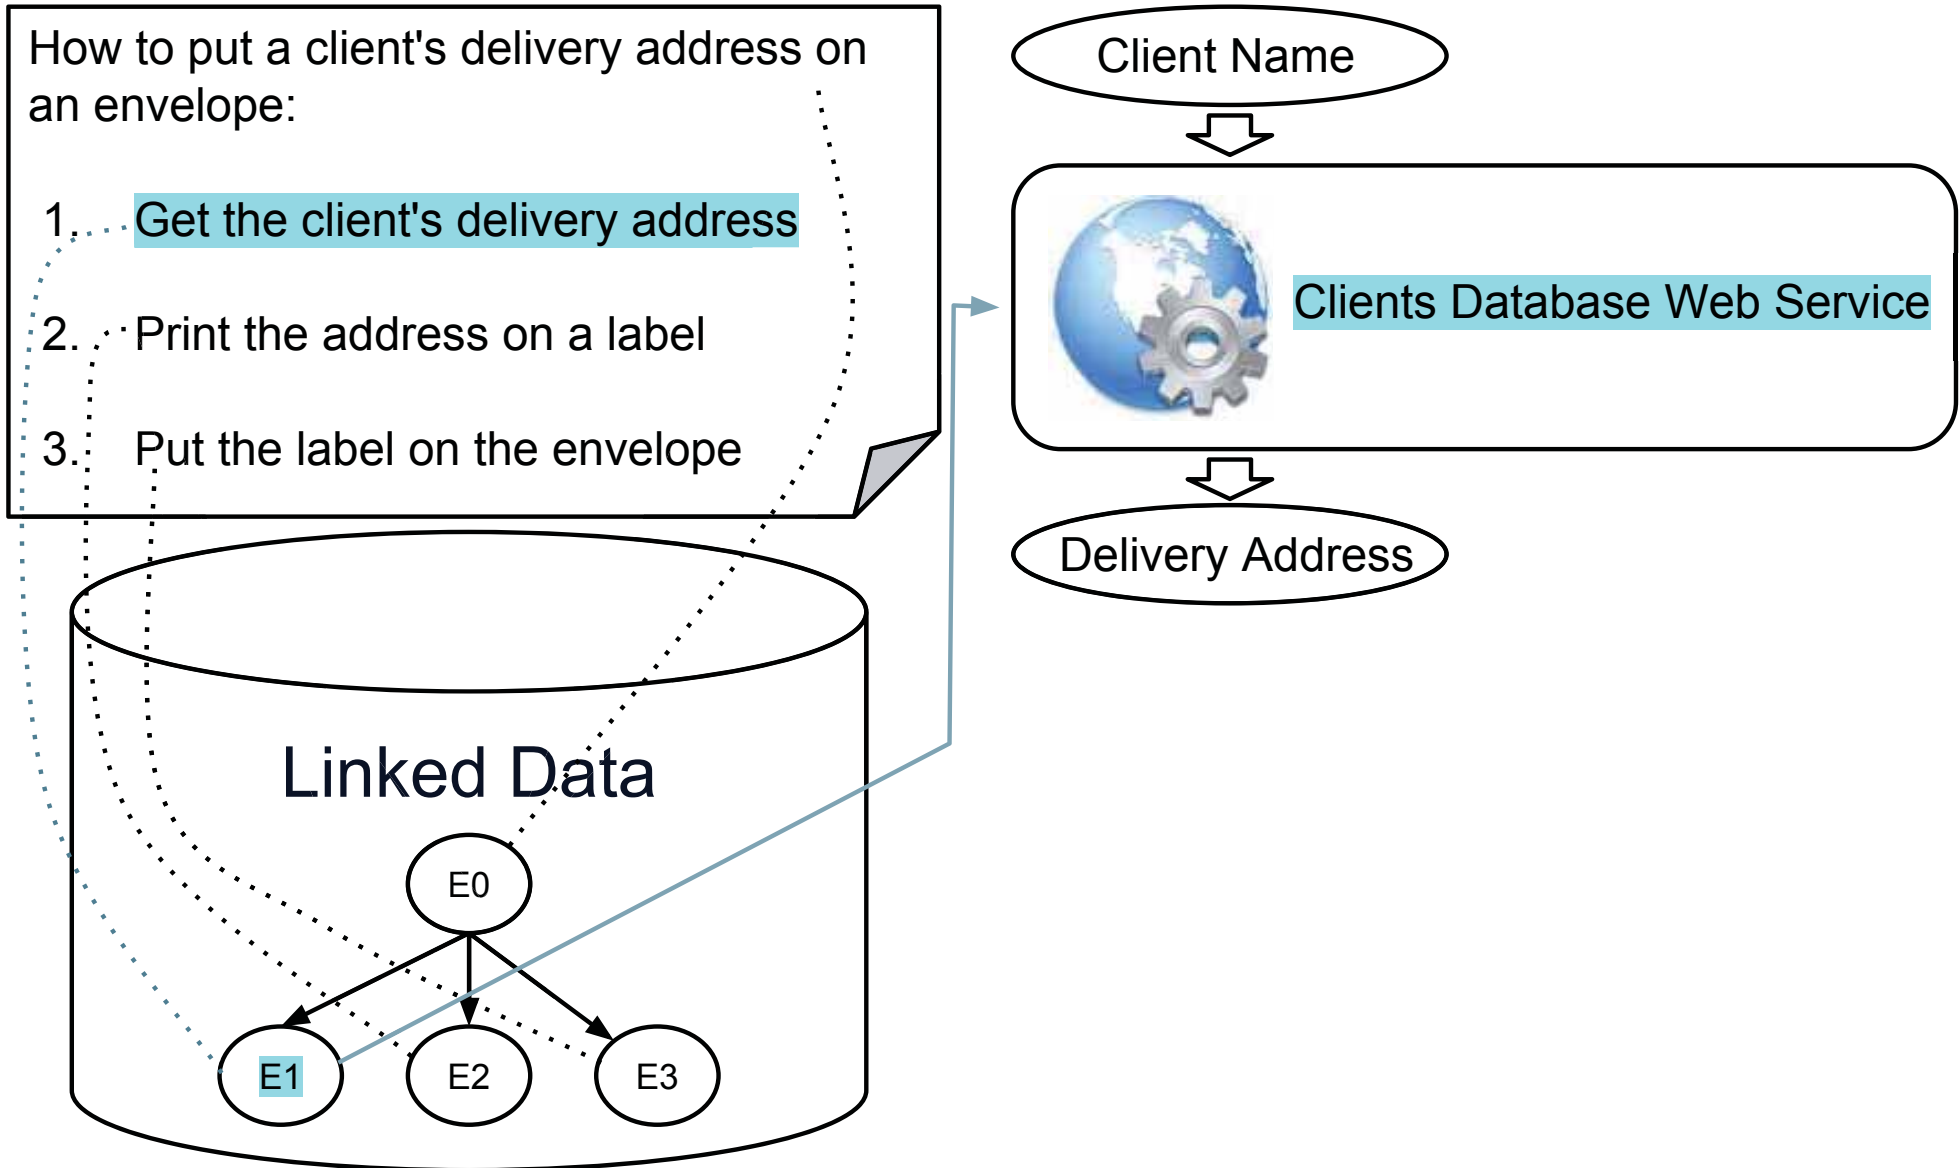 How to put a client's delivery address on
an envelope:
1. Get the client's delivery address
2. Print the address on a label
3. Put the label on the envelope
Client Name
Clients Database Web Service
Delivery Address
Linked Data
E0
E1
E2
E3